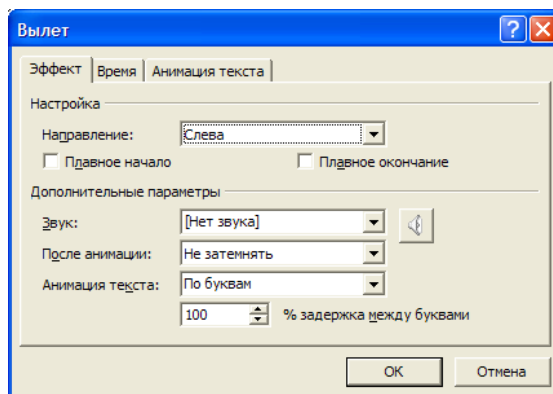 Вылет
Эффект Время Анимация текста
Настройка
Направление: Слева
Плавное начало Плавное окончание
Дополнительные параметры
Звук: [Нет звука]
После анимации: Не затемнять
Анимация текста: По буквам
100 % задержка между буквами
ОК Отмена